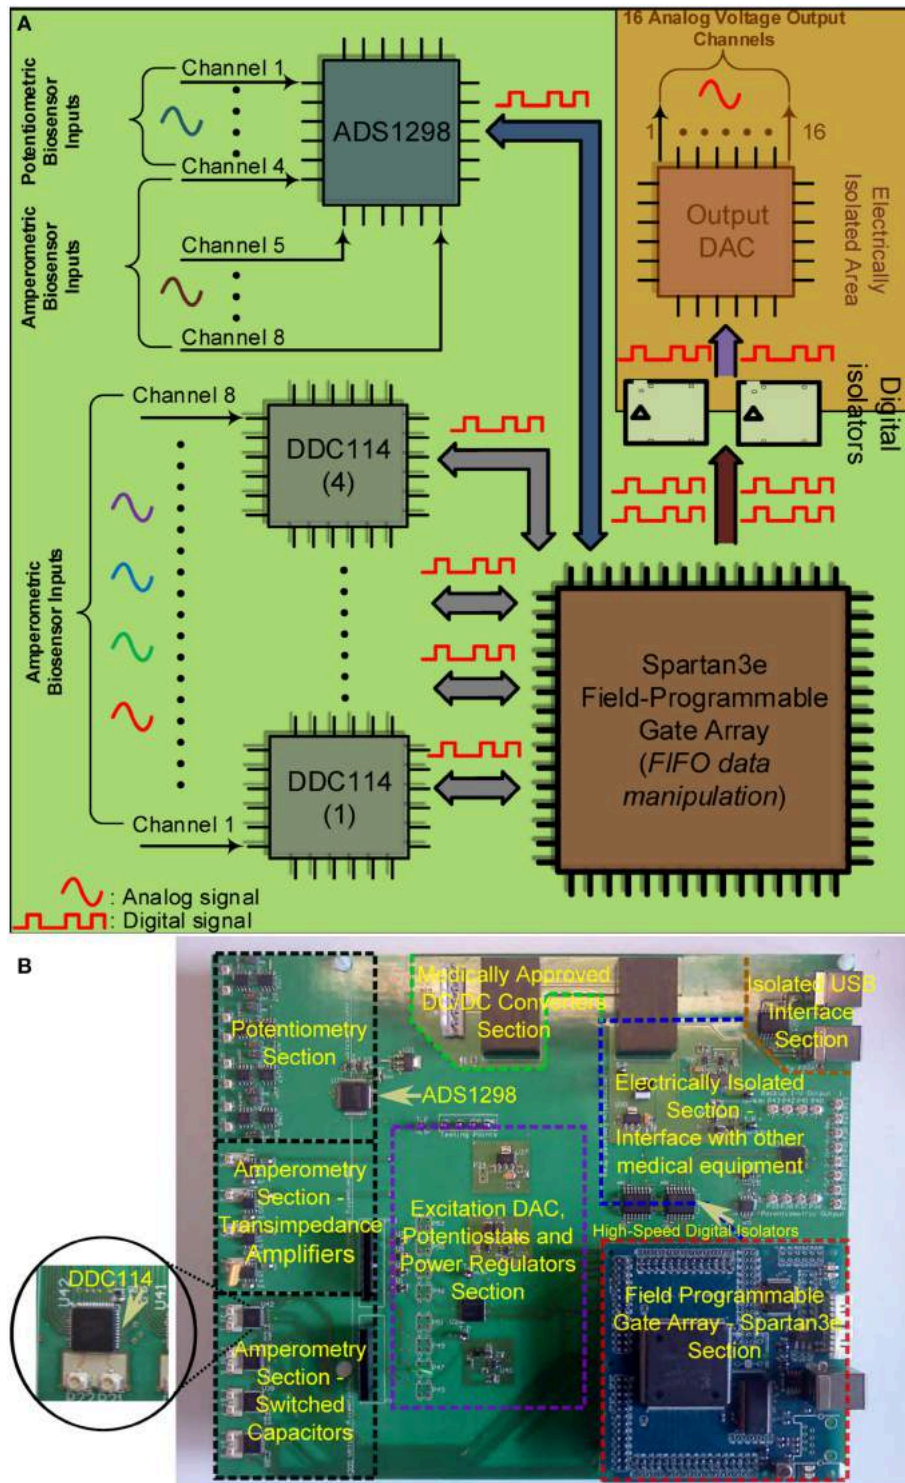 A
16 Analog Voltage Output
Channels
1
16
Output
DAC
Electrically
Isolated Area
Digital
isolators
Potentiometric
Biosensor
Inputs
Channel 1
Channel 4
ADS1298
Amperometric
Biosensor
Inputs
Channel 5
Channel 8
Amperometric
Biosensor Inputs
Channel 8
DDC114
(4)
Channel 1
DDC114
(1)
Spartan3e
Field-Programmable
Gate Array
(FIFO data
manipulation)
: Analog signal
: Digital signal
B
Potentiometry
Section
ADS1298
Medically Approved
DC/DC Converters
Section
Isolated USB
Interface
Section
Electrically Isolated
Section -
Interface with other
medical equipment
Testing Points
Amperometry
Section -
Transimpedance
Amplifiers
Excitation DAC,
Potentiostats and
Power Regulators
Section
High-Speed Digital Isolators
DDC114
U42
U41
Amperometry
Section -
Switched
Capacitors
Field Programmable
Gate Array - Spartan3e
Section